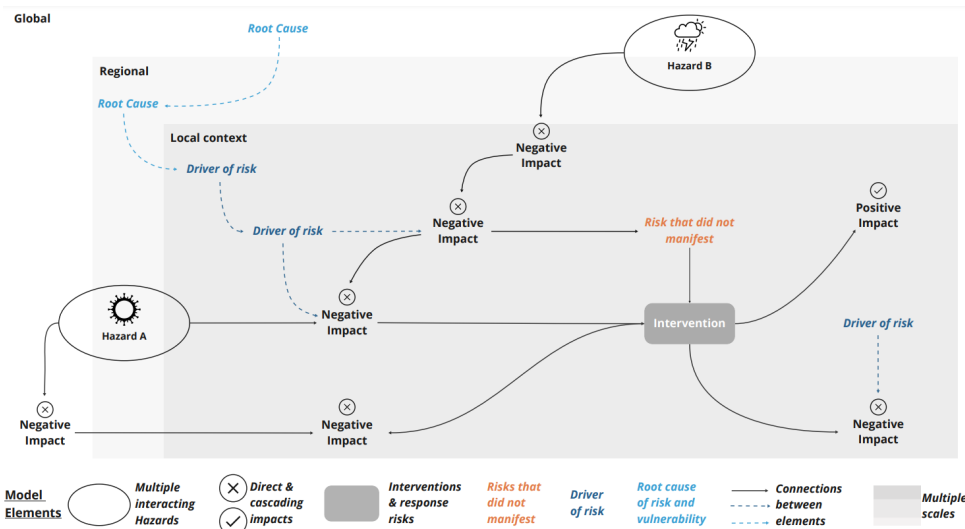 Global
Root Cause
Hazard B
Regional
Root Cause
Local context
Negative
Impact
Driver of risk
Positive
Impact
Negative
Impact
Risk that did not
manifest
Driver of risk
Negative
Impact
Intervention
Driver of risk
Hazard A
Negative
Impact
Negative
Impact
Negative
Impact
Model
Elements
Multiple
interacting
Hazards
Direct &
cascading
impacts
Interventions
& response
risks
Risks that
did not
manifest
Driver
of risk
Root cause
of risk and
vulnerability
Connections
between
elements
Multiple
scales